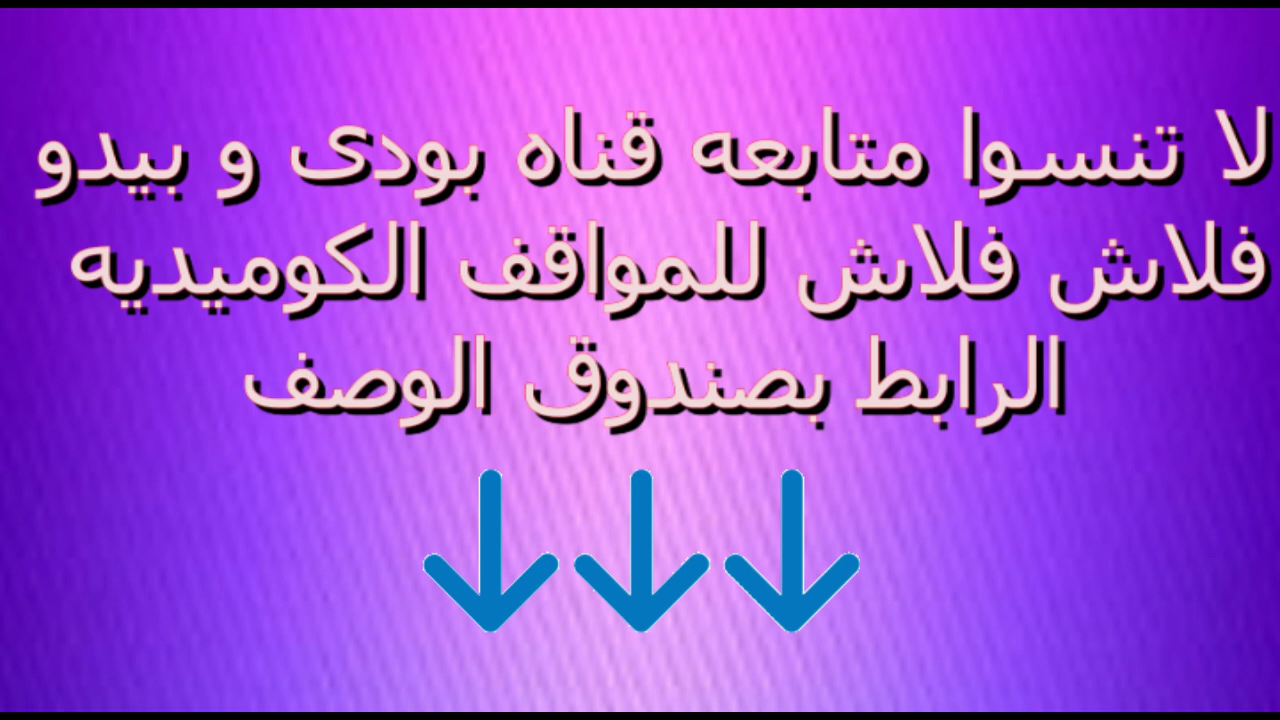 لا تنسوا متابعه قناه بودى و بيدو
فلاش فلاش للمواقف الكوميديه
الرابط بصندوق الوصف